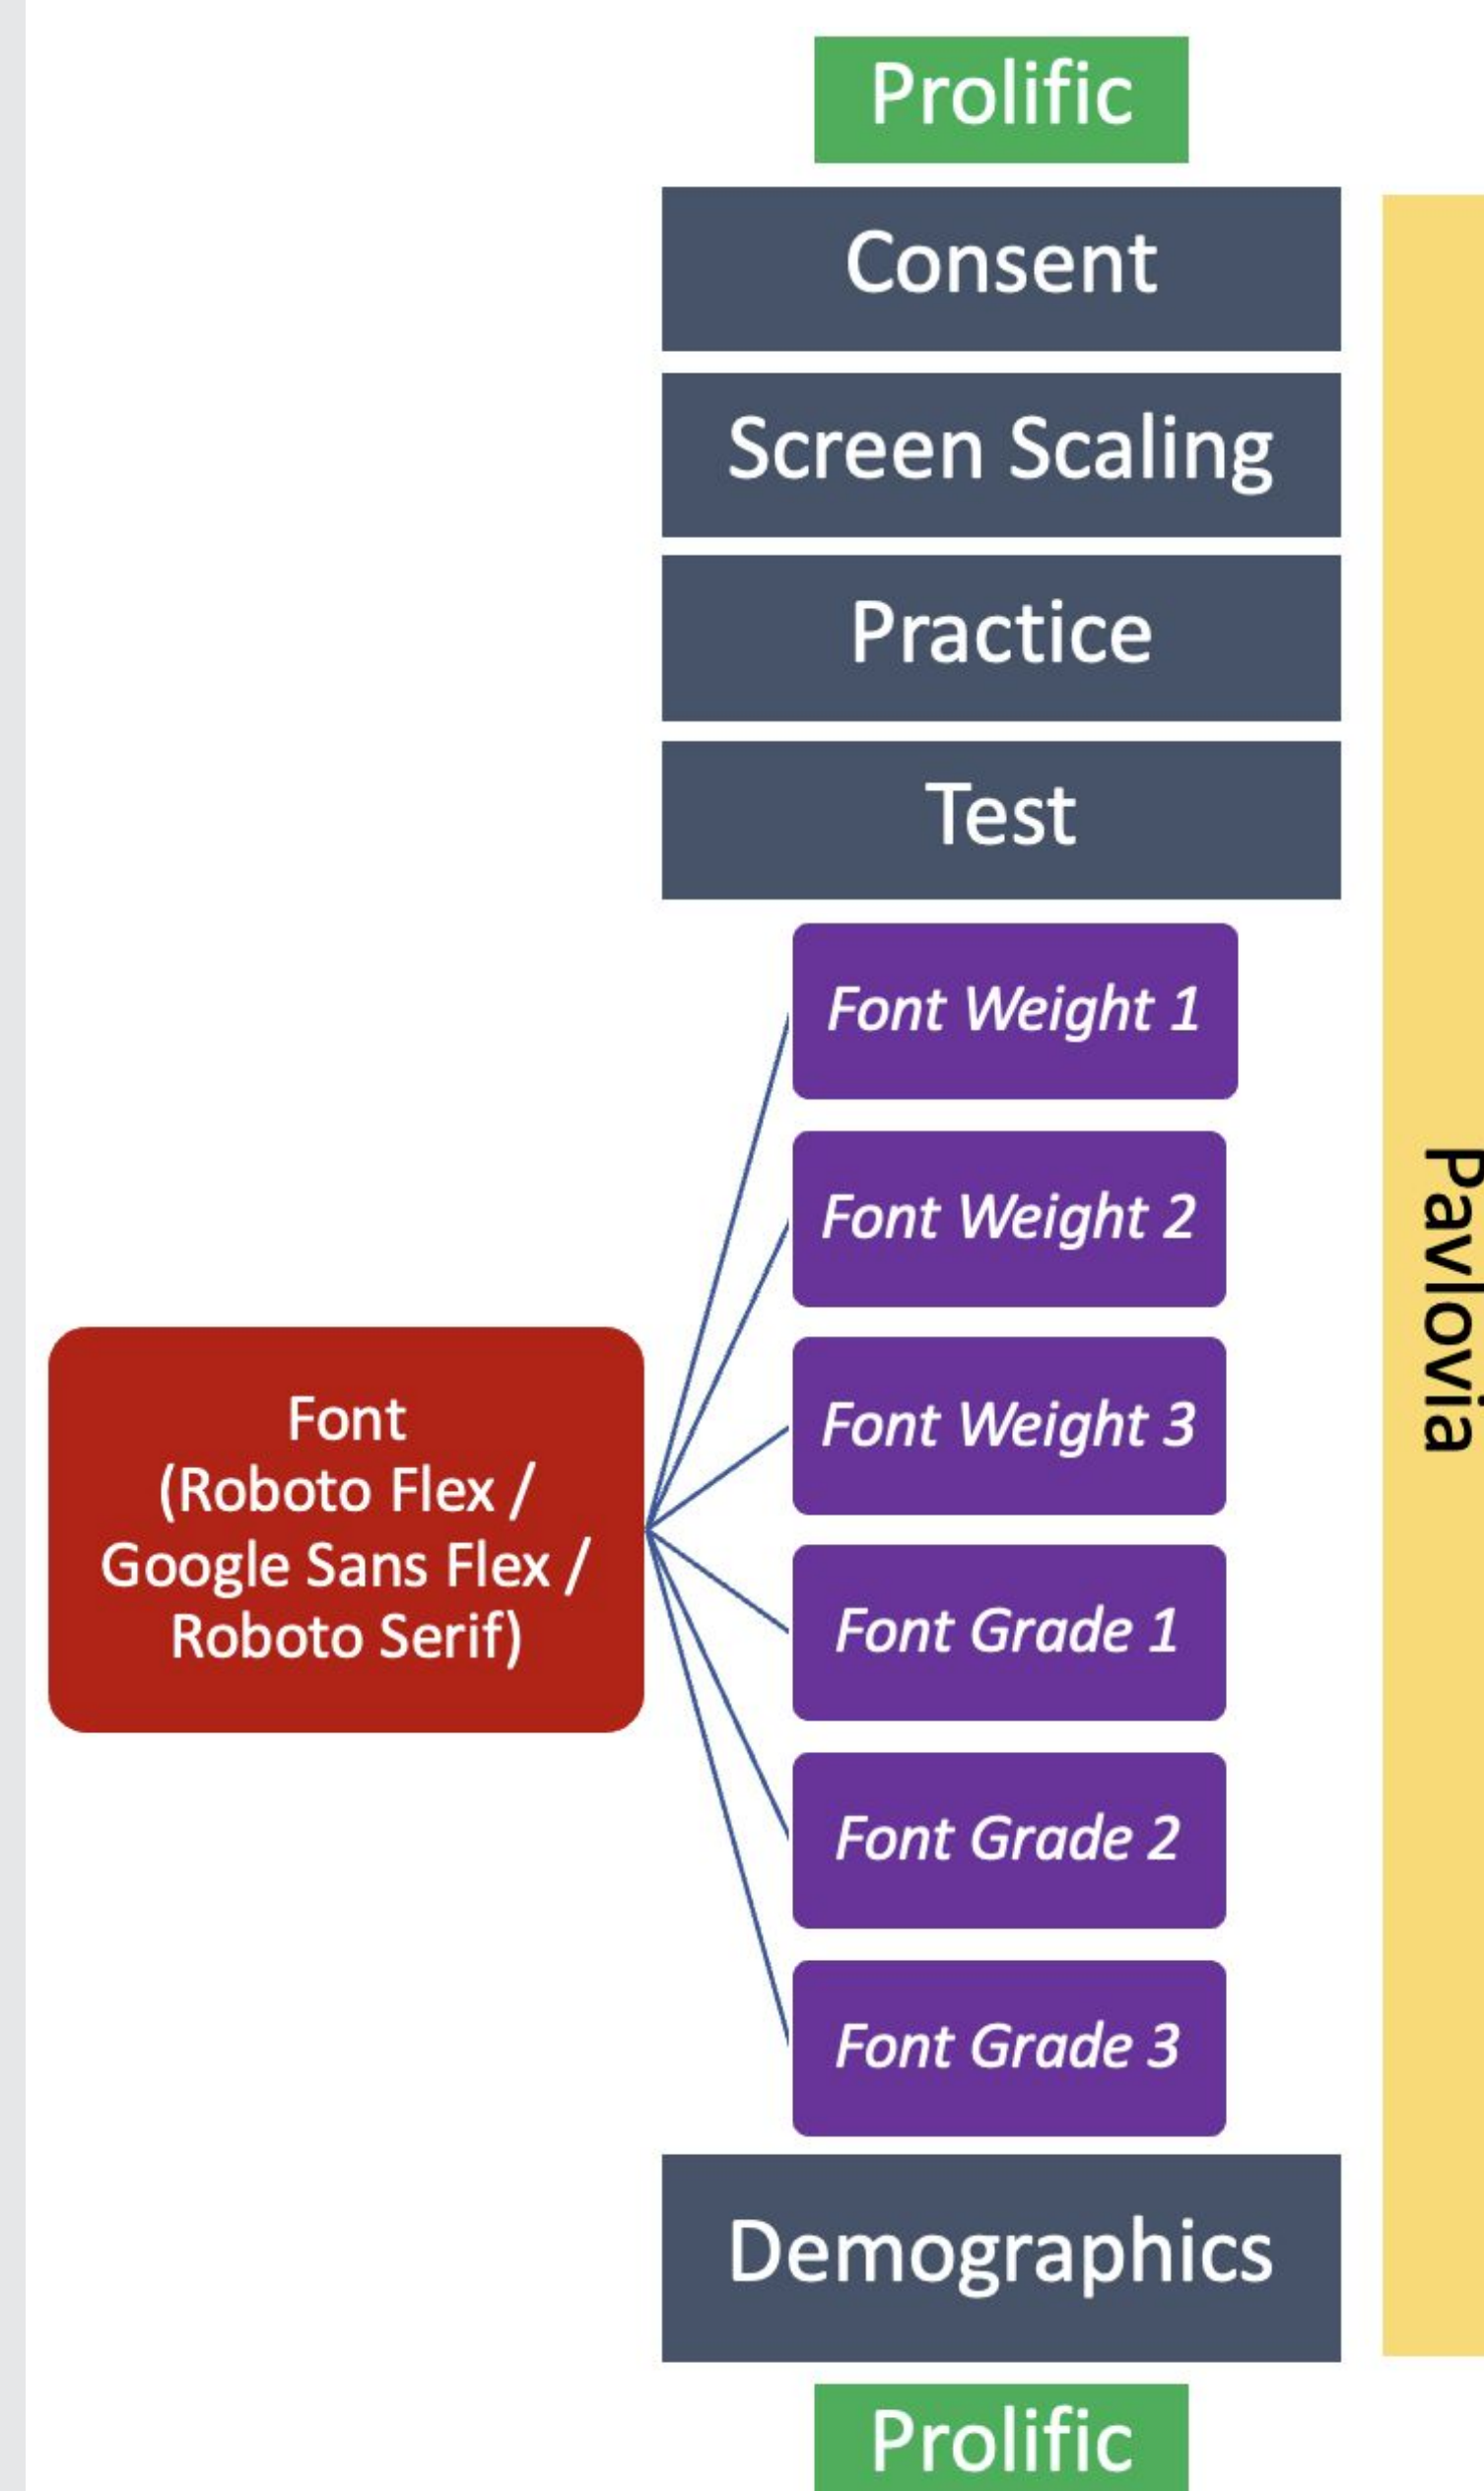 Prolific
Consent
Screen Scaling
Practice
Test
Font Weight 1
Font Weight 2
Font Weight 3
Font
(Roboto Flex /
Google Sans Flex /
Roboto Serif)
Font Grade 1
Font Grade 2
Font Grade 3
Demographics
Prolific
Pavlovia